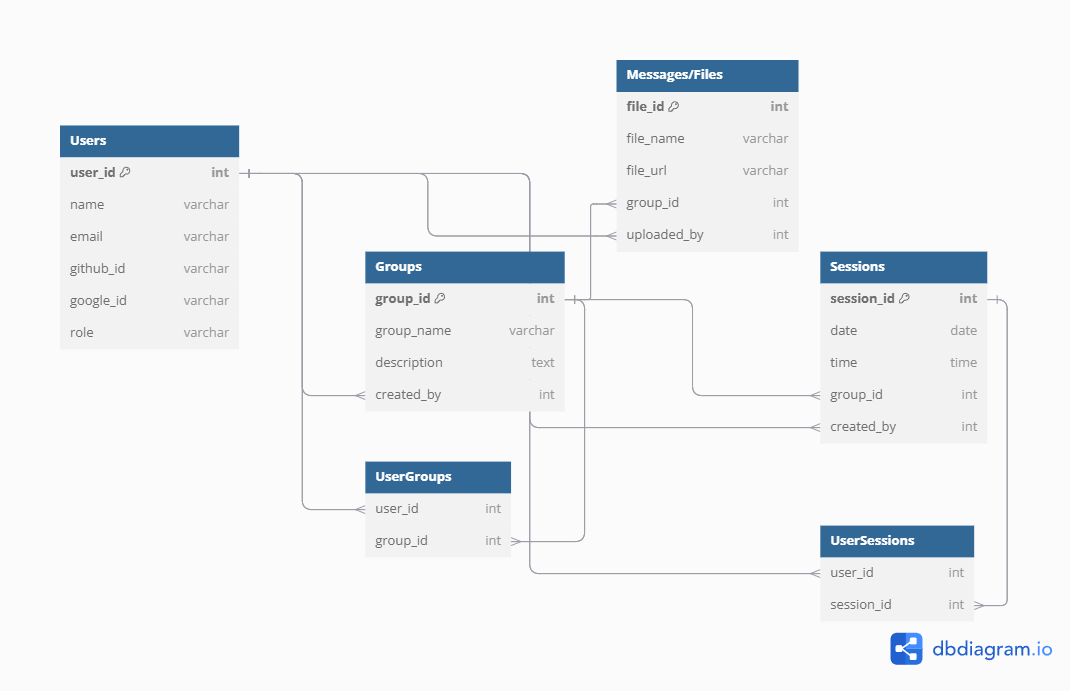 Messages/Files
file_id int
file_name varchar
file_url varchar
group_id int
uploaded_by int
Users
user_id int
name varchar
email varchar
github_id varchar
google_id varchar
role varchar
Groups
group_id int
group_name varchar
description text
created_by int
Sessions
session_id int
date date
time time
group_id int
created_by int
UserGroups
user_id int
group_id int
UserSessions
user_id int
session_id int
dbdiagram.io